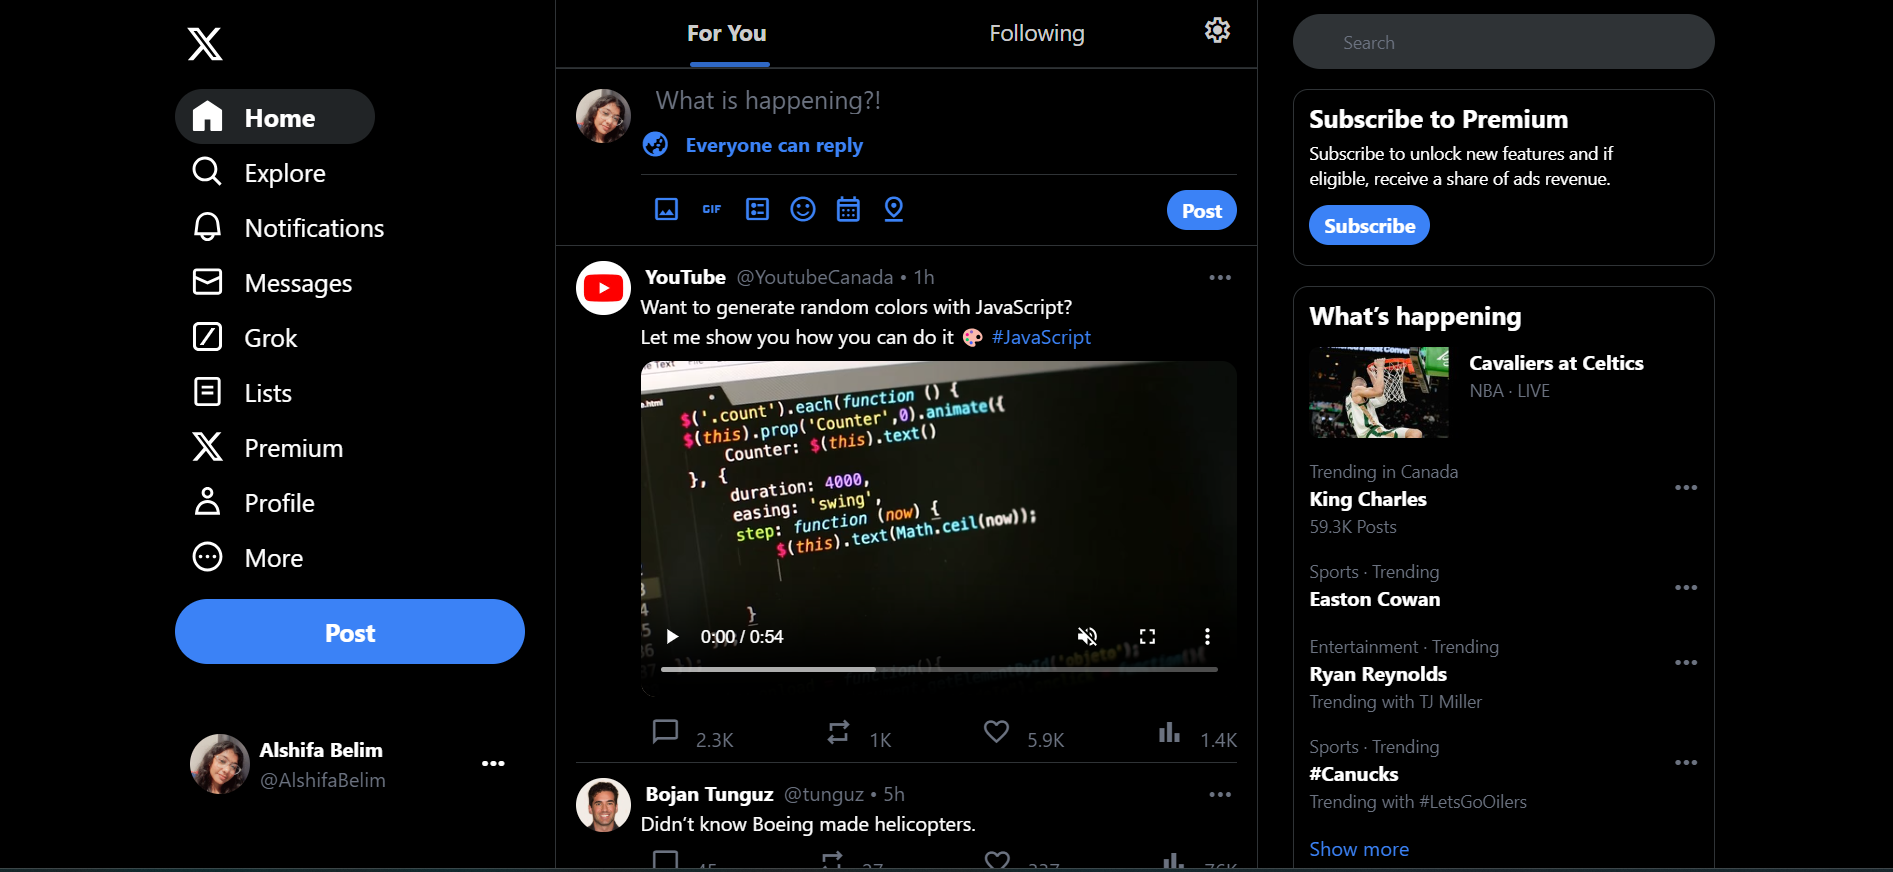 Home
Explore
Notifications
Messages
Grok
Lists
Premium
Profile
More
Post
Alshifa Belim
@AlshifaBelim
For You
Following
What is happening?!
Everyone can reply
GIF
Post
YouTube @YoutubeCanada • 1h
Want to generate random colors with JavaScript?
Let me show you how you can do it 🎨 #JavaScript
$('.count').each(function () {
$(this).prop('Counter',0).animate({
Counter: $(this).text()
}, {
duration: 4000,
easing: 'swing',
step: function (now) {
$(this).text(Math.ceil(now));
}
0:00 / 0:54
2.3K
1K
5.9K
1.4K
Bojan Tunguz @tunguz • 5h
Didn’t know Boeing made helicopters.
Search
Subscribe to Premium
Subscribe to unlock new features and if
eligible, receive a share of ads revenue.
Subscribe
What’s happening
Cavaliers at Celtics
NBA · LIVE
Trending in Canada
King Charles
59.3K Posts
Sports · Trending
Easton Cowan
Entertainment · Trending
Ryan Reynolds
Trending with TJ Miller
Sports · Trending
#Canucks
Trending with #LetsGoOilers
Show more